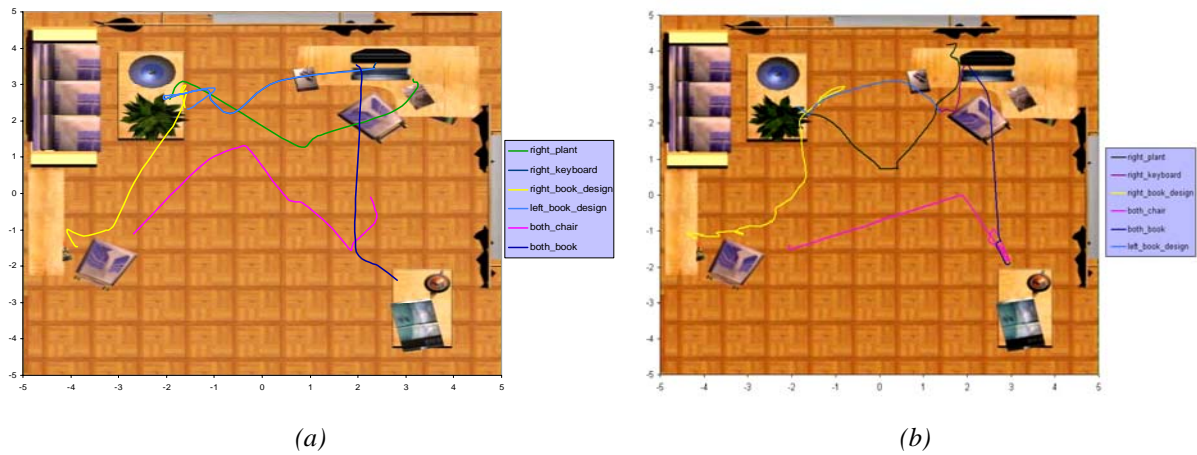 5
4
3
2
1
0
-1
-2
-3
-4
-5
-5 -4 -3 -2 -1 0 1 2 3 4 5
right_plant
right_keyboard
right_book_design
left_book_design
both_chair
both_book
(a)
5
4
3
2
1
0
-1
-2
-3
-4
-5
-5 -4 -3 -2 -1 0 1 2 3 4 5
right_plant
right_keyboard
right_book_design
both_chair
both_book
left_book_design
(b)